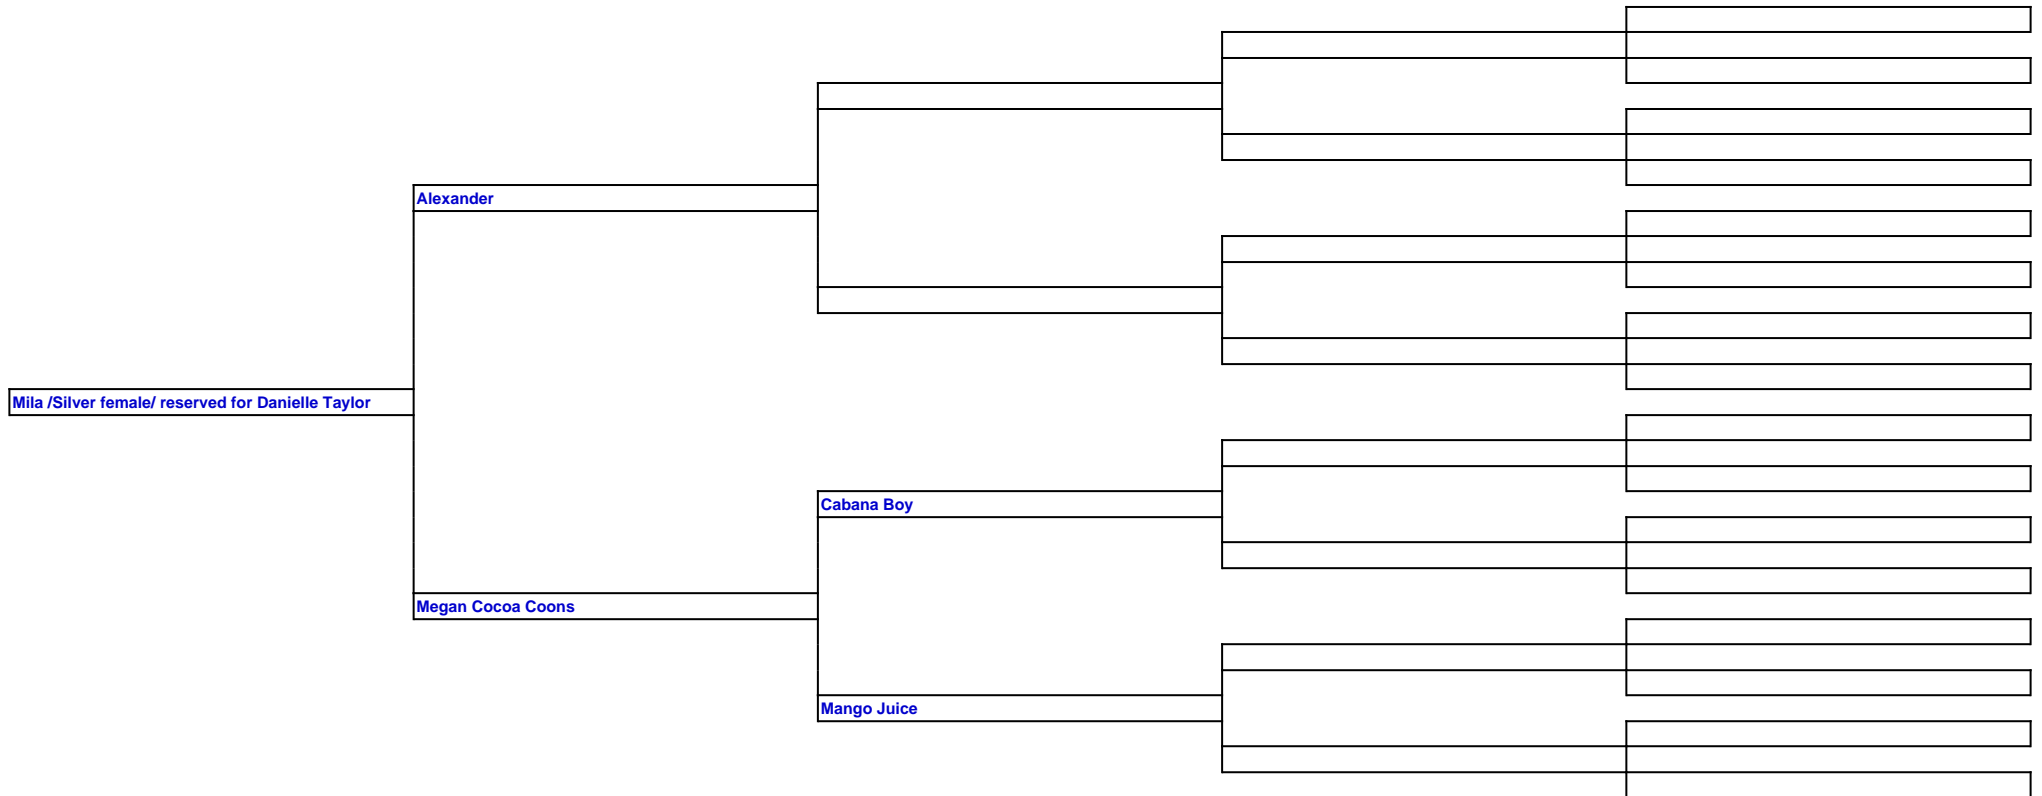 Alexander
Mila /Silver female/ reserved for Danielle Taylor
Cabana Boy
Megan Cocoa Coons
Mango Juice